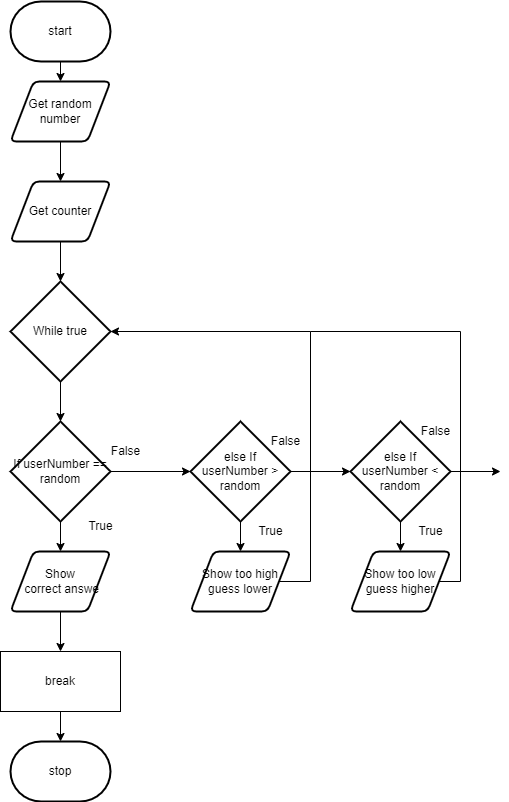 start
Get random
number
Get counter
While true
If userNumber ==
random
False
True
else If
userNumber >
random
False
True
else If
userNumber <
random
False
True
Show
correct answe
Show too high
guess lower
Show too low
guess higher
break
stop